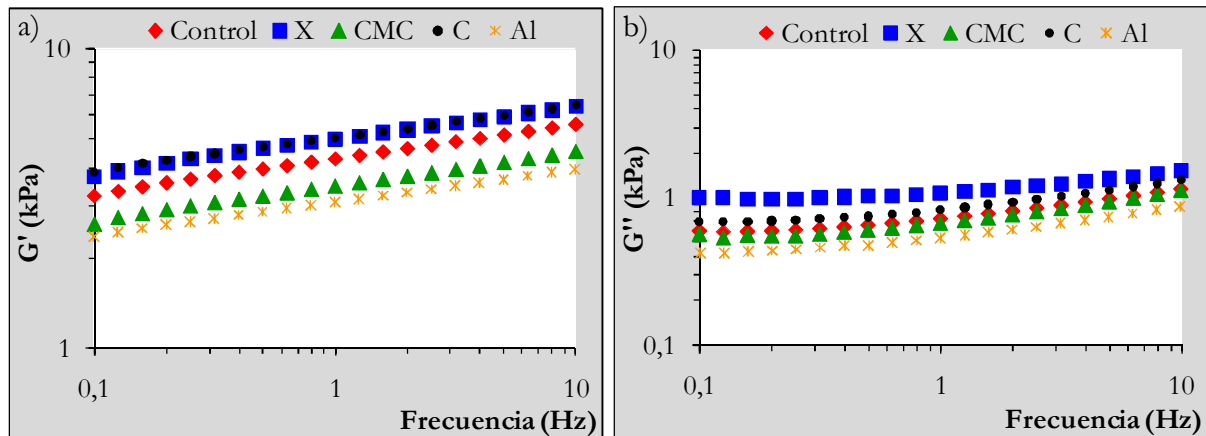 a)
Control X CMC C Al
10
1
G' (kPa)
0,1 1 10
Frecuencia (Hz)
b)
Control X CMC C Al
10
1
0,1
G'' (kPa)
0,1 1 10
Frecuencia (Hz)